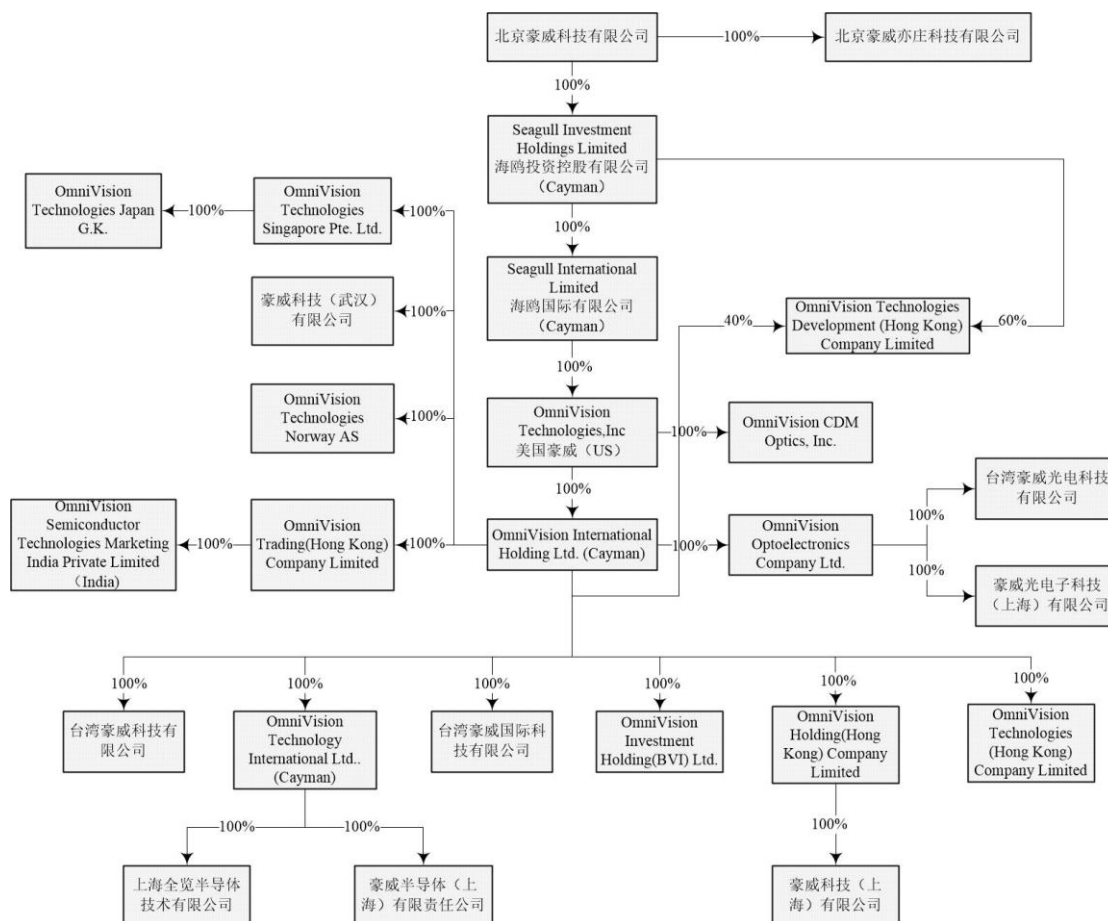 北京豪威科技有限公司
100%
北京豪威亦庄科技有限公司
100%
Seagull Investment
Holdings Limited
海鸥投资控股有限公司
（Cayman）
OmniVision
Technologies Japan
G.K.
100%
OmniVision
Technologies
Singapore Pte. Ltd.
100%
100%
Seagull International
Limited
海鸥国际有限公司
（Cayman）
豪威科技（武汉）
有限公司
100%
40%
OmniVision Technologies
Development (Hong Kong)
Company Limited
60%
100%
OmniVision
Technologies
Norway AS
100%
OmniVision
Technologies,Inc
美国豪威（US）
100%
OmniVision CDM
Optics, Inc.
100%
OmniVision
Semiconductor
Technologies Marketing
India Private Limited
（India）
100%
OmniVision
Trading(Hong Kong)
Company Limited
100%
OmniVision International
Holding Ltd. (Cayman)
100%
OmniVision
Optoelectronics
Company Ltd.
100%
台湾豪威光电科技
有限公司
100%
豪威光电子科技
（上海）有限公司
100%
100%
100%
100%
100%
100%
台湾豪威科技有
限公司
OmniVision
Technology
International Ltd..
(Cayman)
台湾豪威国际科
技有限公司
OmniVision
Investment
Holding(BVI) Ltd.
OmniVision
Holding(Hong
Kong) Company
Limited
OmniVision
Technologies
(Hong Kong)
Company Limited
100%
100%
100%
上海全览半导体
技术有限公司
豪威半导体（上
海）有限责任公司
豪威科技（上
海）有限公司